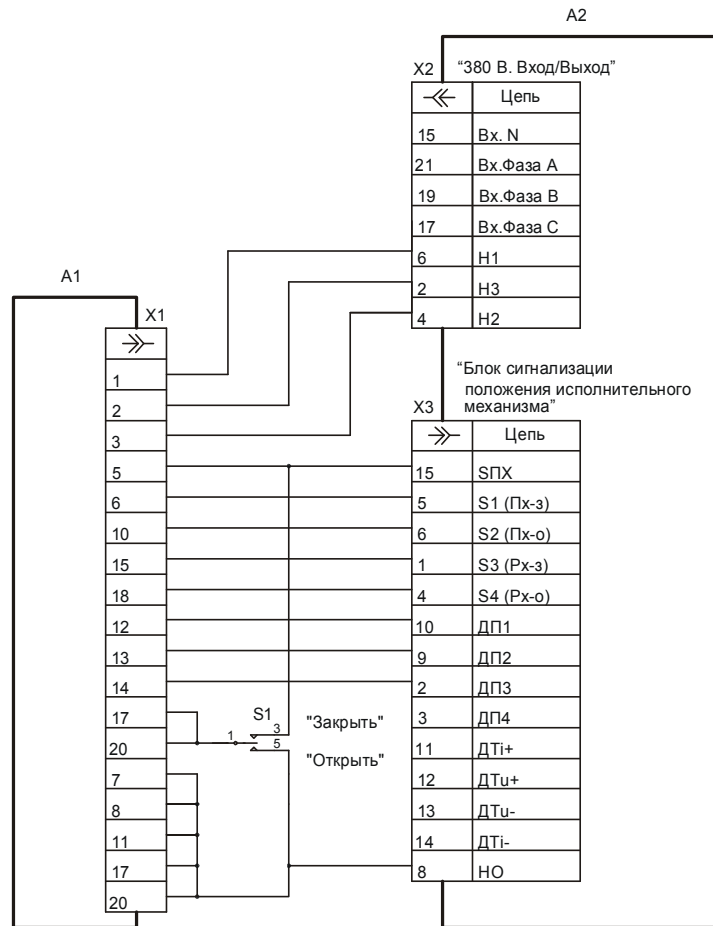 A2
X2 “380 В. Вход/Выход”
Цепь
15 Вх. N
21 Вх.Фаза А
19 Вх.Фаза В
17 Вх.Фаза С
6 Н1
2 Н3
4 Н2
A1
X1
1
2
3
5
6
10
15
18
12
13
14
17
20
7
8
11
17
20
S1
1
3
5
"Закрыть"
"Открыть"
“Блок сигнализации
положения исполнительного
механизма”
X3
Цепь
15 SПХ
5 S1 (Пх-з)
6 S2 (Пх-о)
1 S3 (Рх-з)
4 S4 (Рх-о)
10 ДП1
9 ДП2
2 ДП3
3 ДП4
11 ДТi+
12 ДТu+
13 ДТu-
14 ДТi-
8 НО